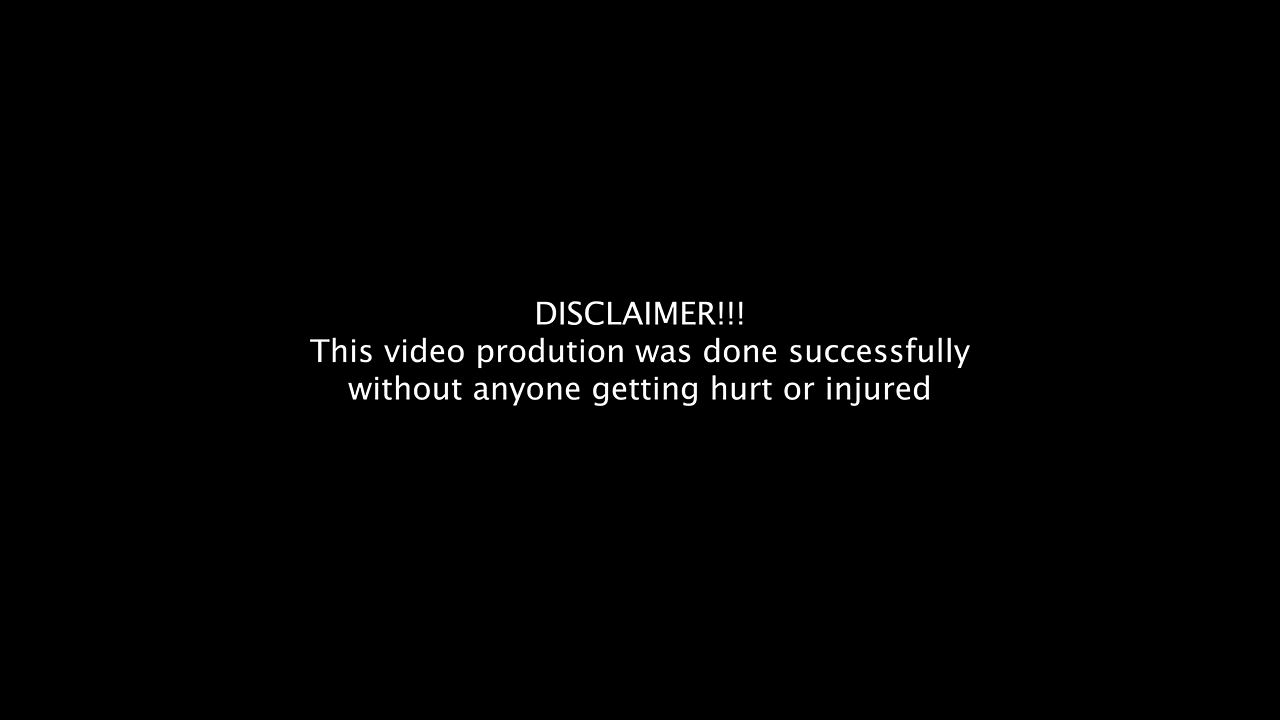 DISCLAIMER!!!
This video prodution was done successfully
without anyone getting hurt or injured